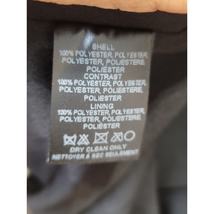 SHELL
100% POLYESTER, POLYESTER,
POLYESTER, POLIESTERE,
POLIESTER
CONTRAST
100% POLYESTER, POLYESTER,
POLYESTER, POLIESTERE,
POLIESTER
LINING
100% POLYESTER, POLYESTER,
POLYESTER, POLIESTERE,
POLIESTER
DRY CLEAN ONLY
NETTOYER A SEC SEULEMENT